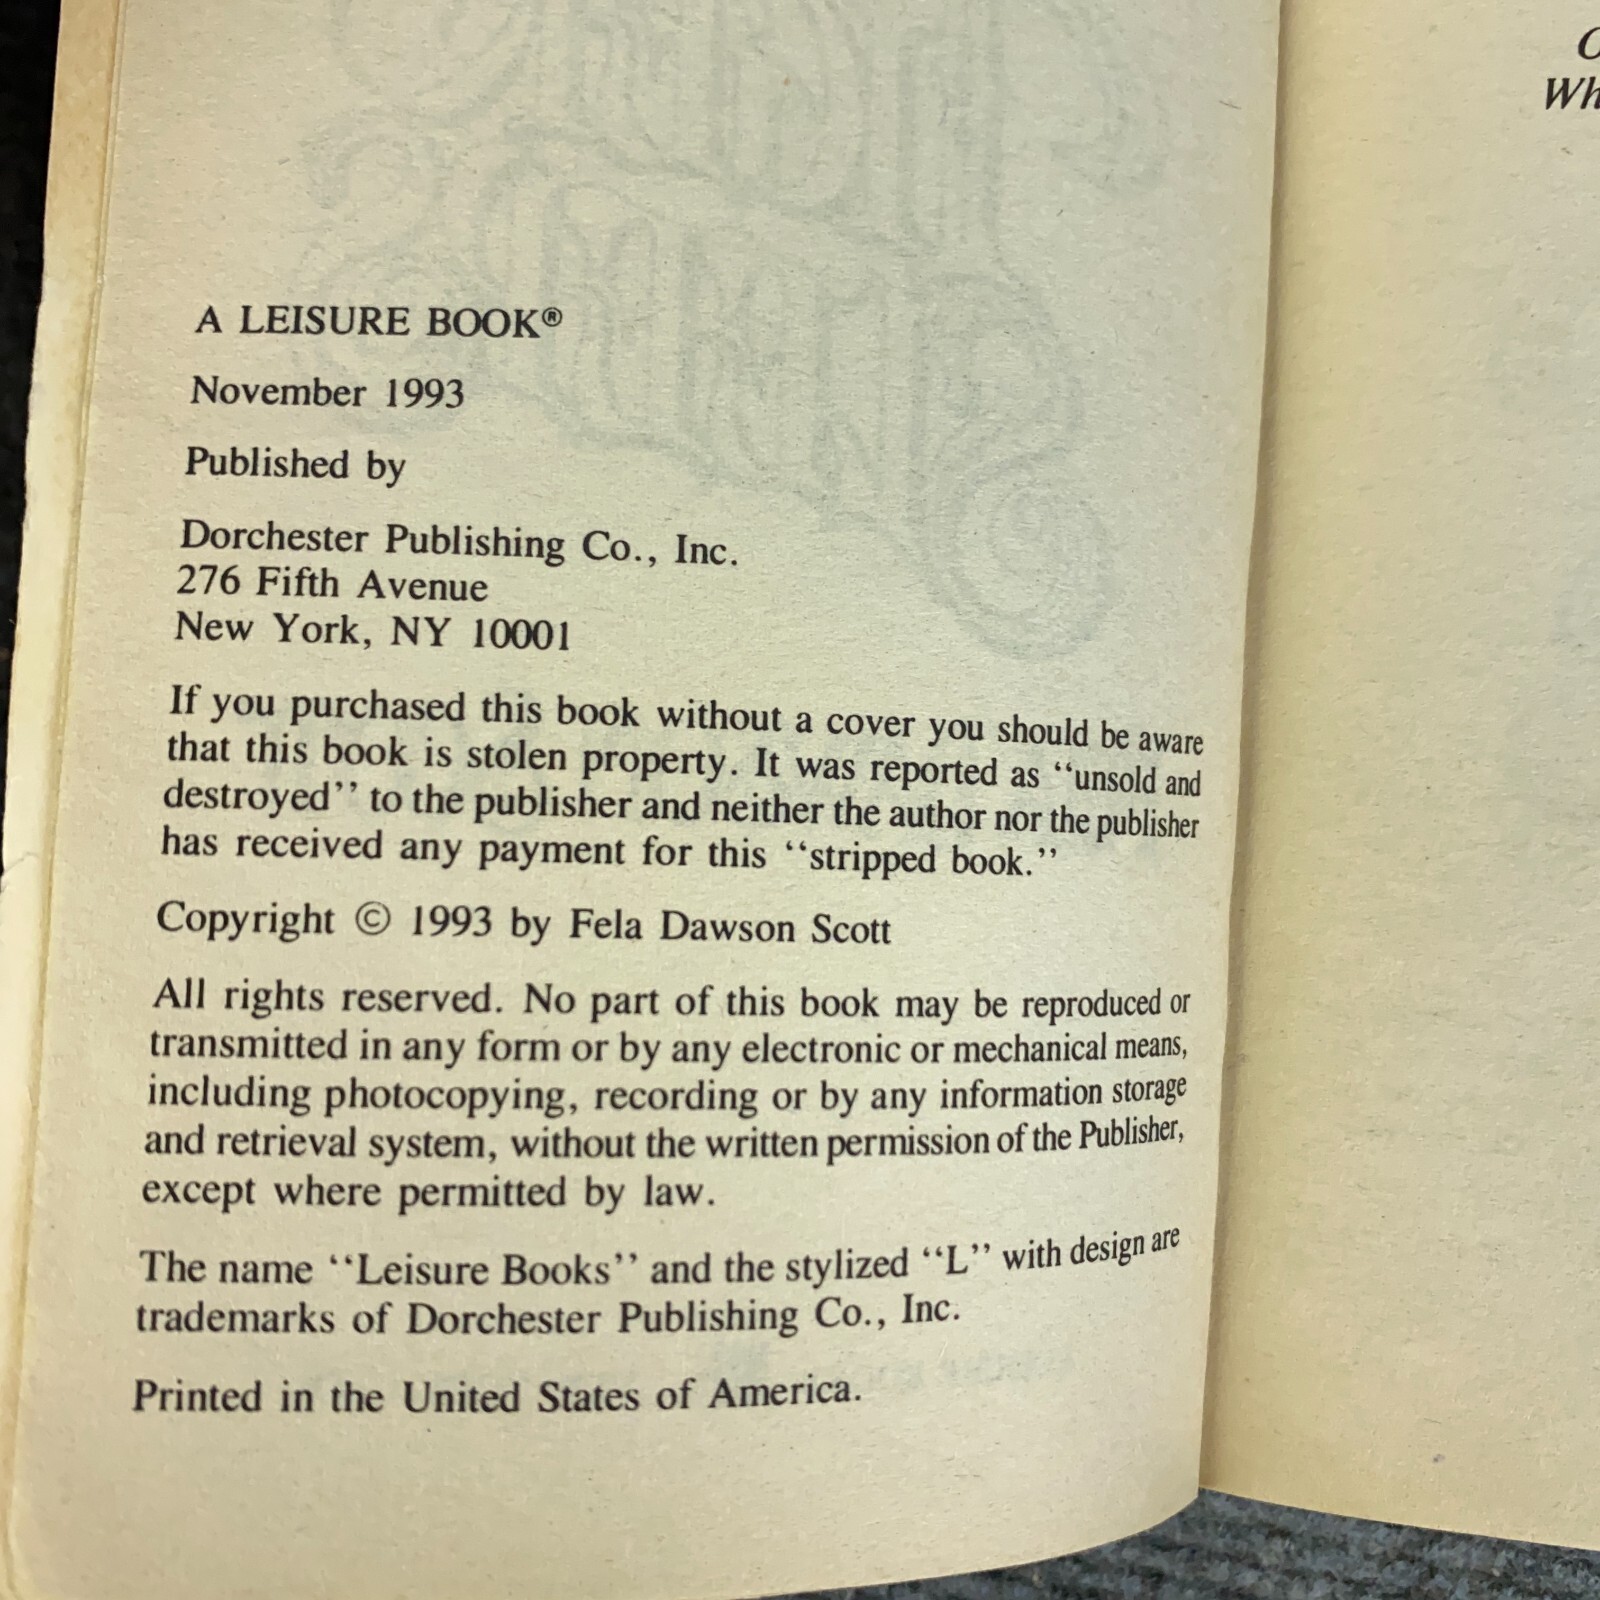 A LEISURE BOOK®
November 1993
Published by
Dorchester Publishing Co., Inc.
276 Fifth Avenue
New York, NY 10001
If you purchased this book without a cover you should be aware
that this book is stolen property. It was reported as ‘‘unsold and
destroyed’’ to the publisher and neither the author nor the publisher
has received any payment for this ‘‘stripped book.’’
Copyright © 1993 by Fela Dawson Scott
All rights reserved. No part of this book may be reproduced or
transmitted in any form or by any electronic or mechanical means,
including photocopying, recording or by any information storage
and retrieval system, without the written permission of the Publisher,
except where permitted by law.
The name ‘‘Leisure Books’’ and the stylized ‘‘L’’ with design are
trademarks of Dorchester Publishing Co., Inc.
Printed in the United States of America.